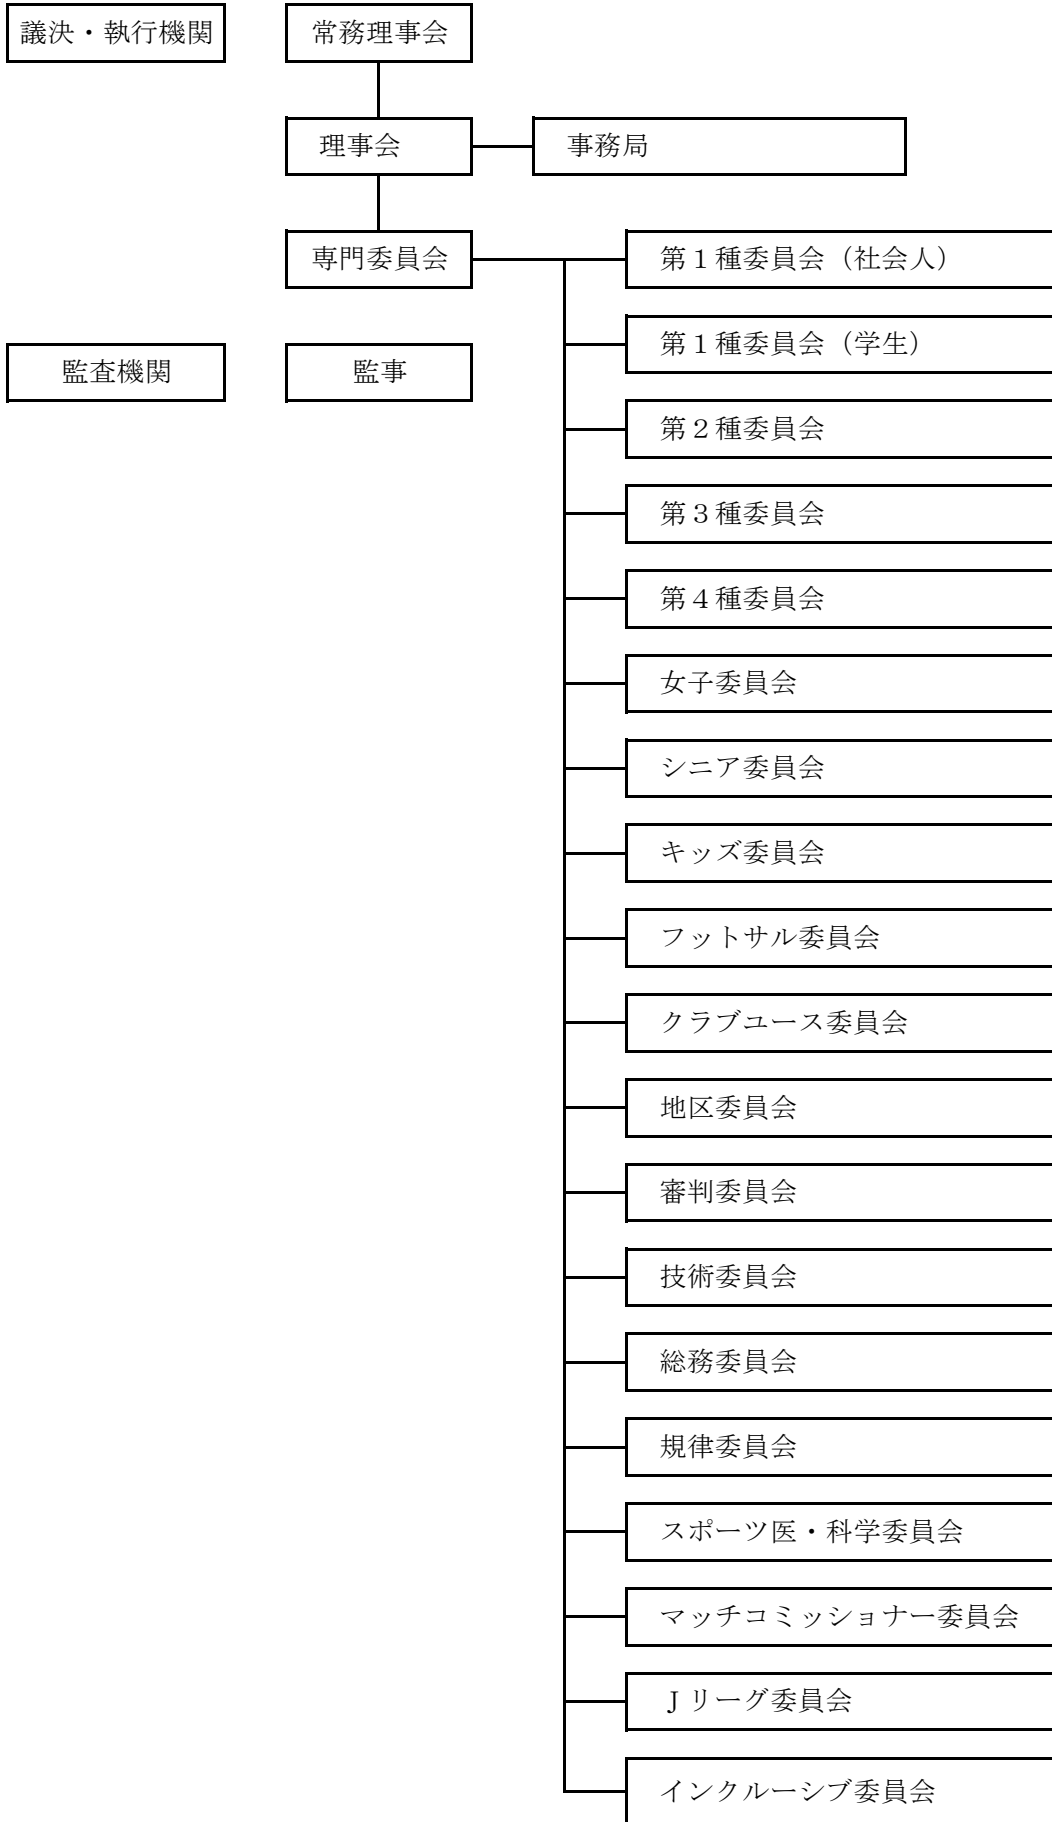 議決・執行機関
常務理事会
理事会
事務局
専門委員会
第１種委員会（社会人）
第１種委員会（学生）
監査機関
監事
第２種委員会
第３種委員会
第４種委員会
女子委員会
シニア委員会
キッズ委員会
フットサル委員会
クラブユース委員会
地区委員会
審判委員会
技術委員会
総務委員会
規律委員会
スポーツ医・科学委員会
マッチコミッショナー委員会
Ｊリーグ委員会
インクルーシブ委員会